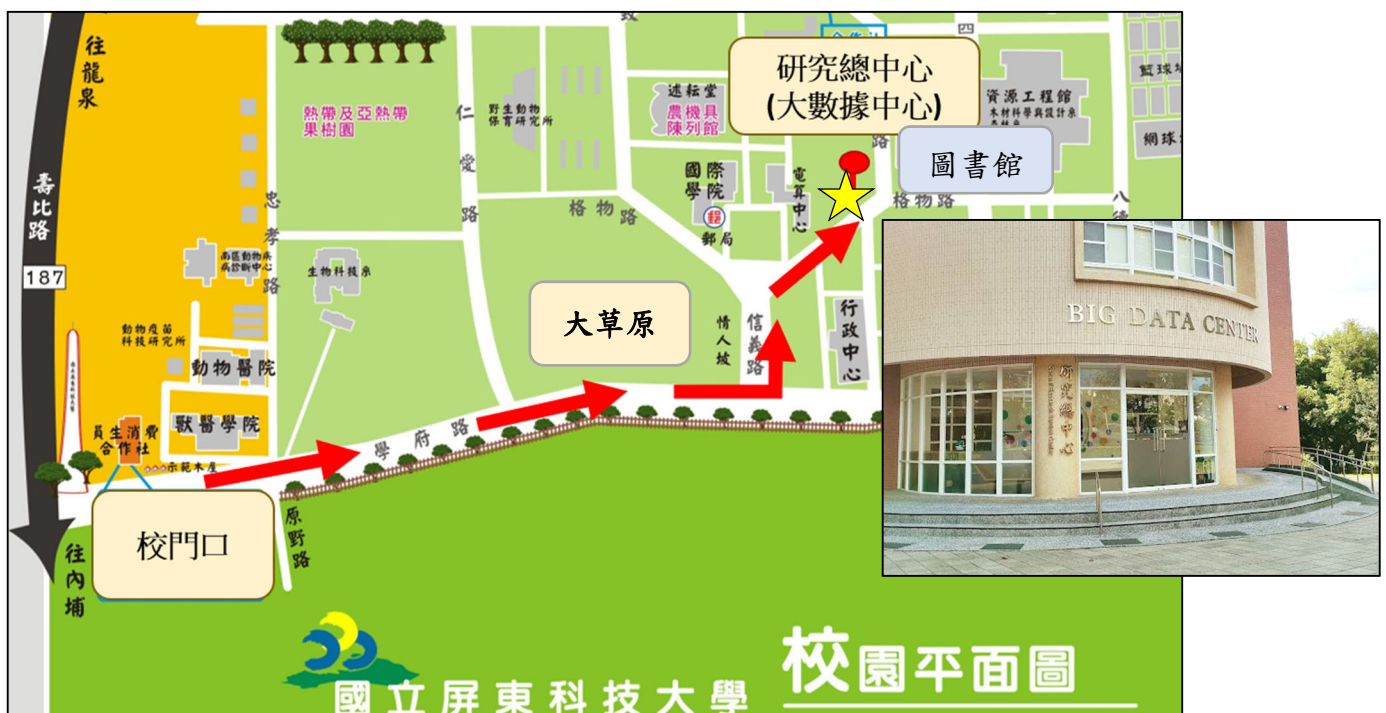 往龍泉
壽比路
187
往內埔
熱帶及亞熱帶
果樹園
忠孝路
仁愛路
野生動物
保育研究所
述耘堂
農機具
陳列館
研究總中心
(大數據中心)
四
資源工程館
木材科學與設計系
籃球
網球
圖書館
國際
學院
郵局
電算中心
格物路
格物路
路
八德
南區動物疾
病診斷中心
生物科技系
動物疫苗
科技研究所
動物醫院
獸醫學院
員生消費
合作社
示範木屋
校門口
原野路
學府路
大草原
情人坡
信義路
行政中心
BIG DATA CENTER
研究總中心
國立屏東科技大學
校園平面圖